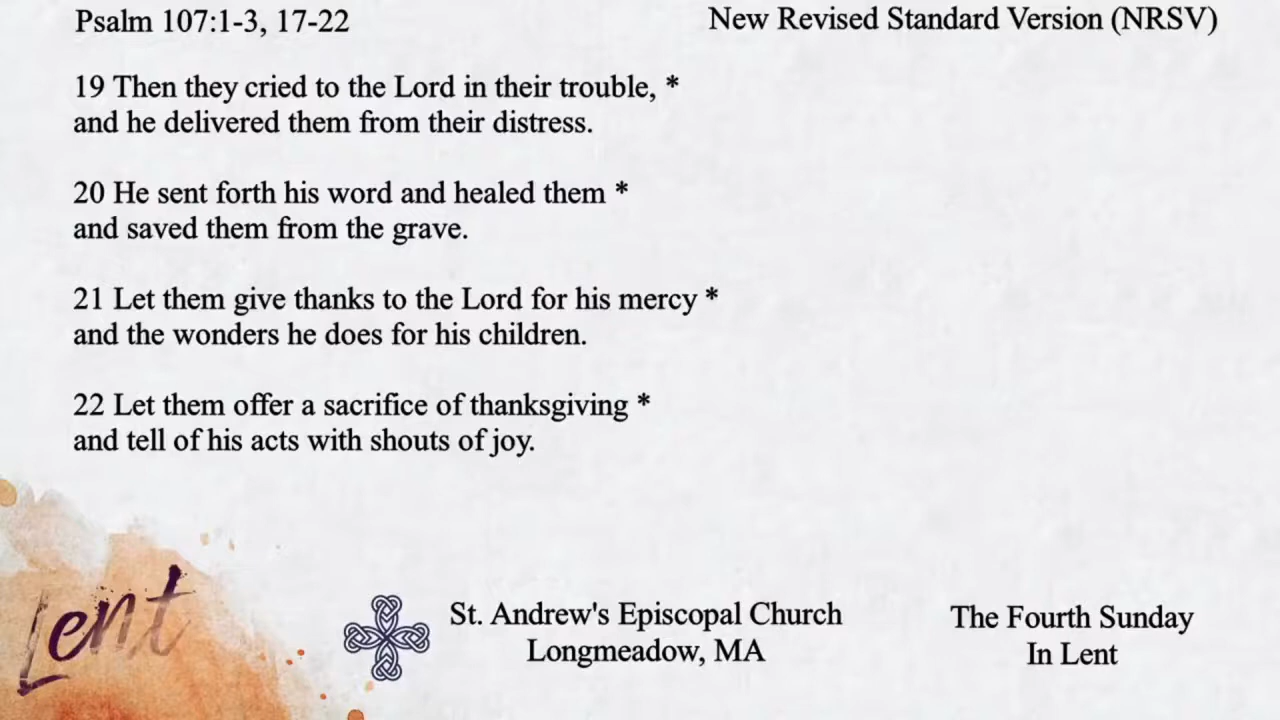 Psalm 107:1-3, 17-22
New Revised Standard Version (NRSV)
19 Then they cried to the Lord in their trouble, *
and he delivered them from their distress.
20 He sent forth his word and healed them *
and saved them from the grave.
21 Let them give thanks to the Lord for his mercy *
and the wonders he does for his children.
22 Let them offer a sacrifice of thanksgiving *
and tell of his acts with shouts of joy.
Lent
St. Andrew's Episcopal Church
Longmeadow, MA
The Fourth Sunday
In Lent